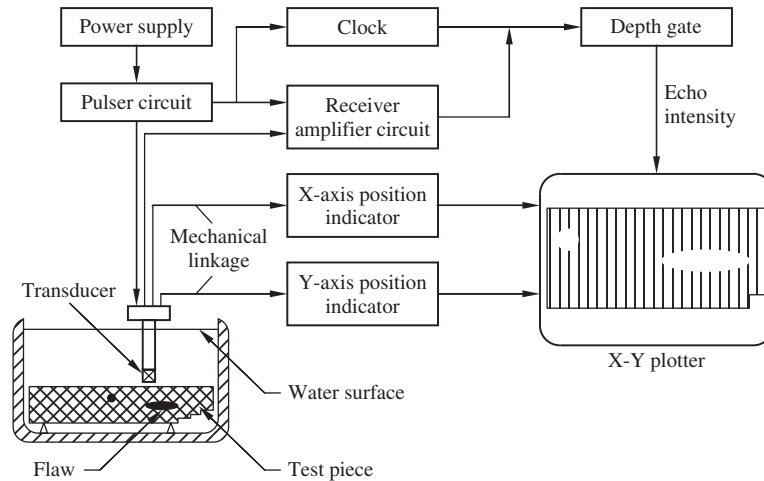 Power supply
Clock
Depth gate
Pulser circuit
Receiver
amplifier circuit
Echo
intensity
X-axis position
indicator
Mechanical
linkage
Transducer
Y-axis position
indicator
X-Y plotter
Water surface
Flaw
Test piece